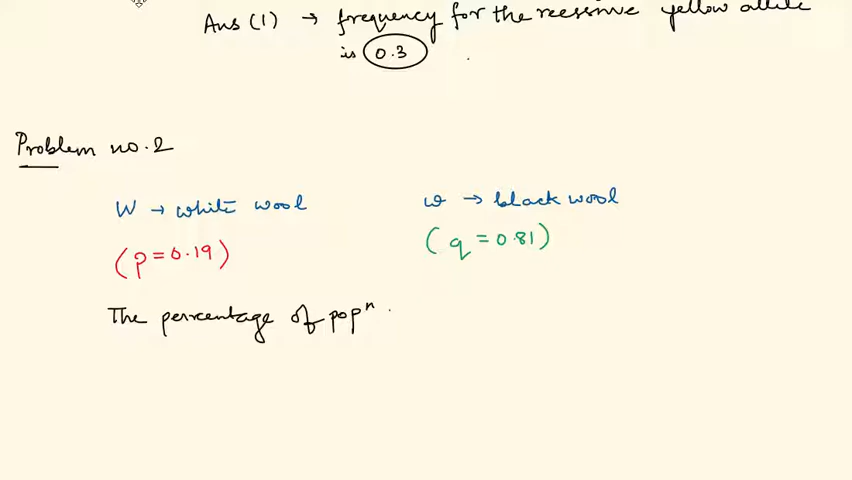 Ans (1) → frequency for the recessive yellow allele
is 0.3
Problem no. 2
W → white wool w → black wool
(p = 0.19) (q = 0.81)
The percentage of popⁿ